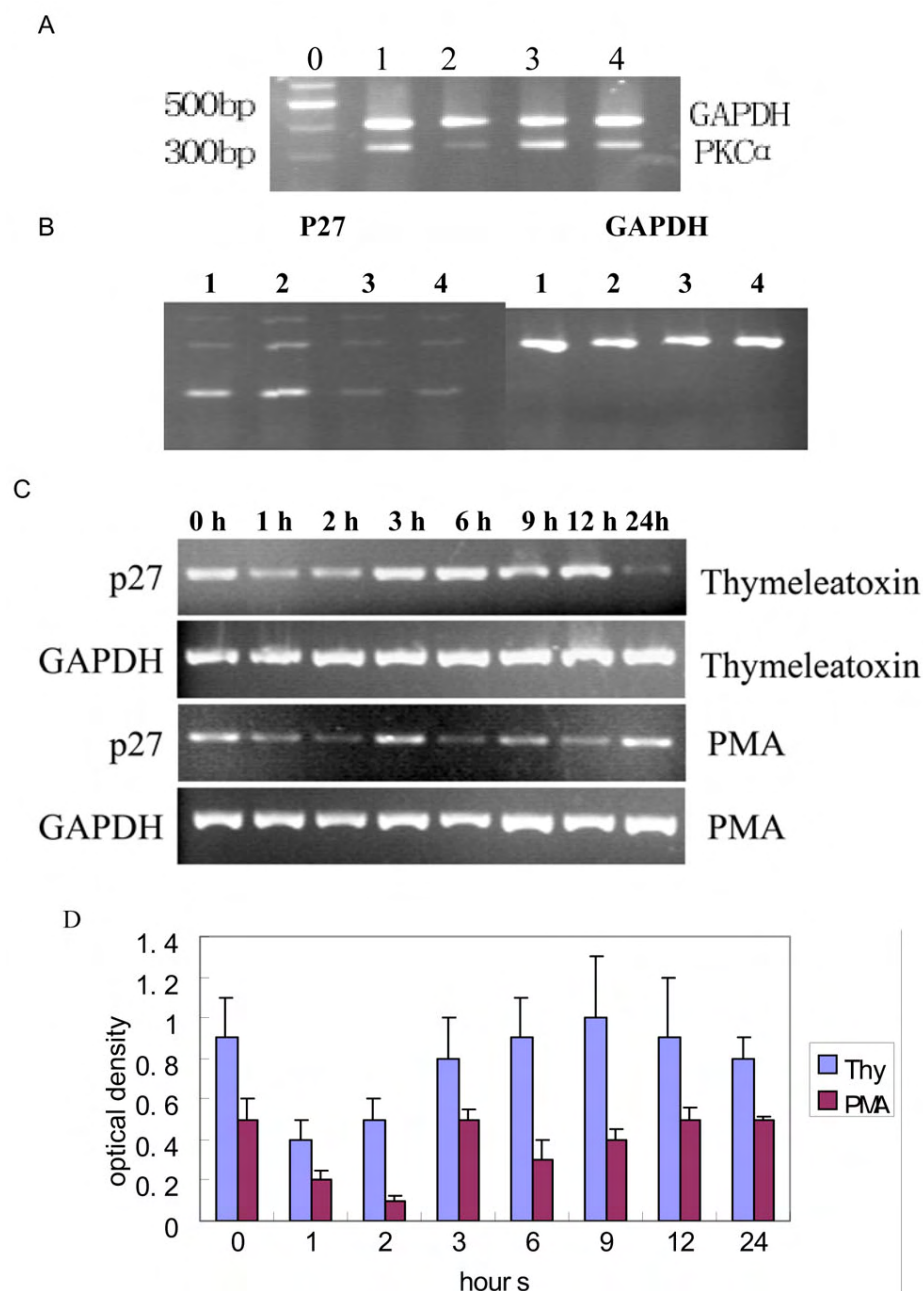 A
0 1 2 3 4
500bp
300bp
GAPDH
PKCα
B
P27 GAPDH
1 2 3 4 1 2 3 4
C
0 h 1 h 2 h 3 h 6 h 9 h 12 h 24h
p27 Thymeleatoxin
GAPDH Thymeleatoxin
p27 PMA
GAPDH PMA
D
1. 4
1. 2
1
0. 8
0. 6
0. 4
0. 2
0
optical density
0 1 2 3 6 9 12 24
hour s
Thy
PMA